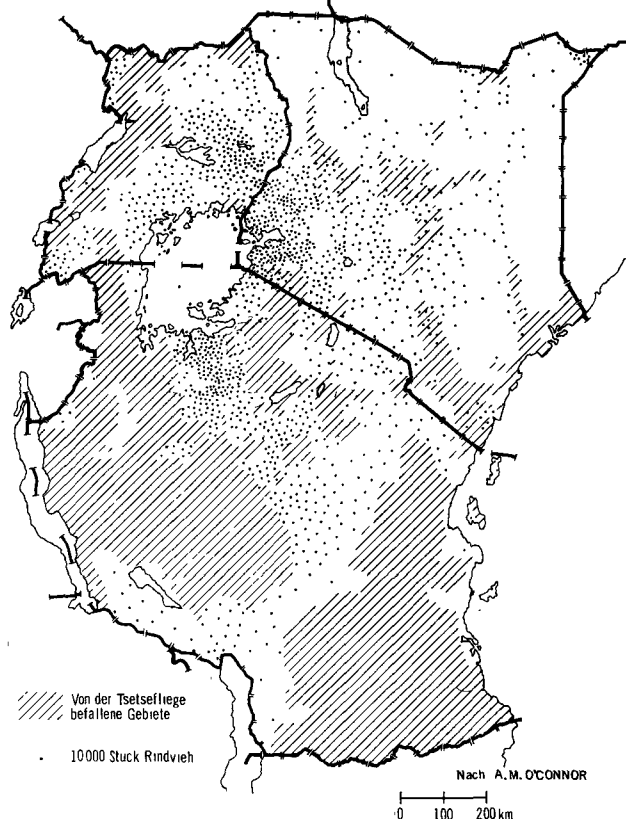 Von der Tsetsefliege
befallene Gebiete
10000 Stuck Rindvieh
Nach A. M. O'CONNOR
0 100 200 km